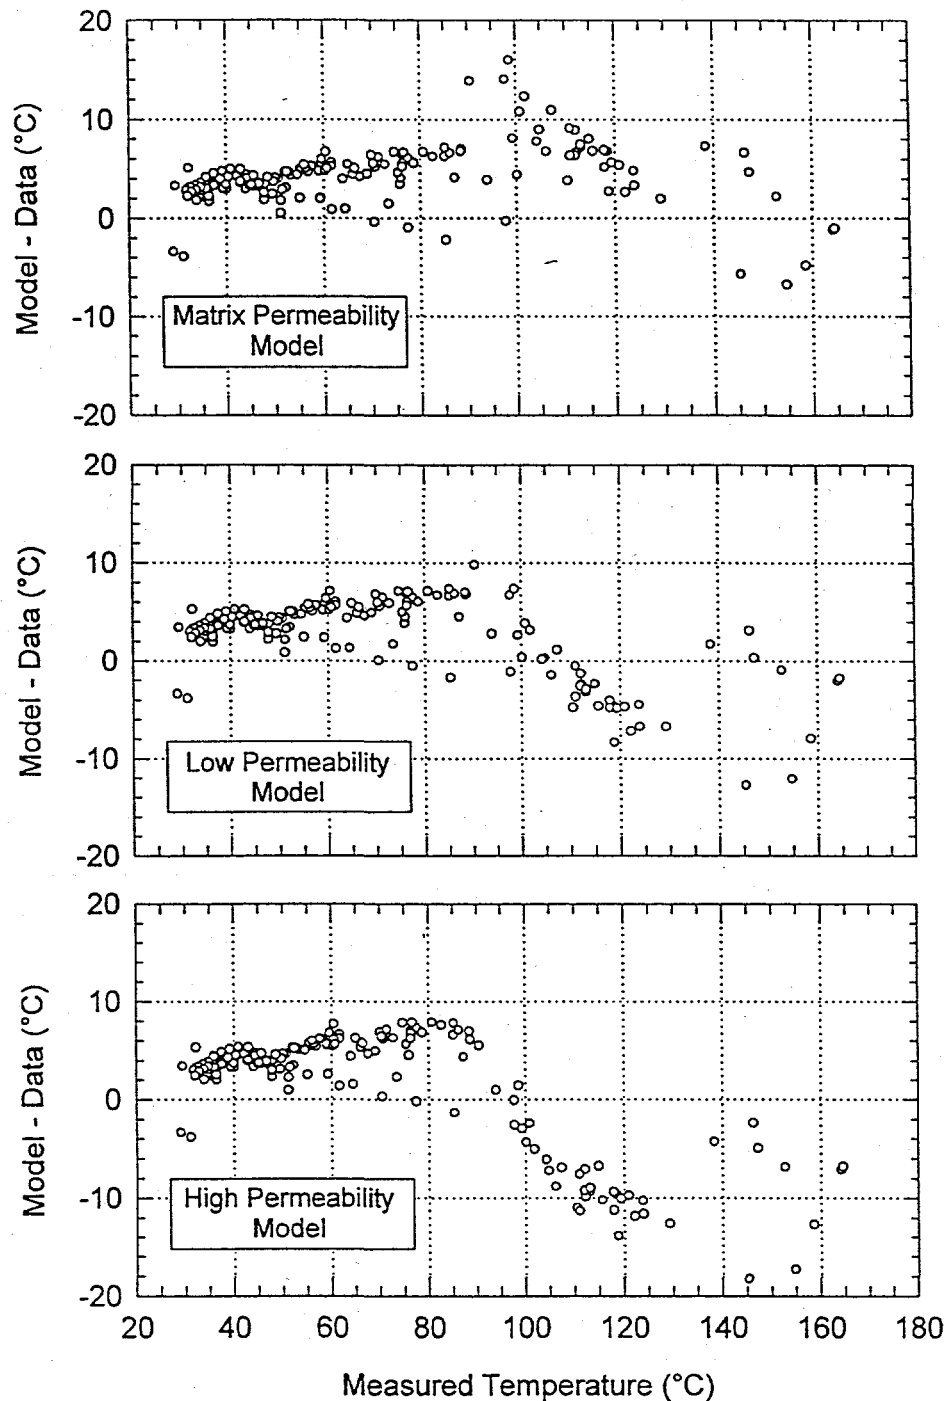 20
10
0
-10
-20
Model - Data (°C)
Matrix Permeability
Model
20
10
0
-10
-20
Model - Data (°C)
Low Permeability
Model
20
10
0
-10
-20
Model - Data (°C)
High Permeability
Model
20 40 60 80 100 120 140 160 180
Measured Temperature (°C)